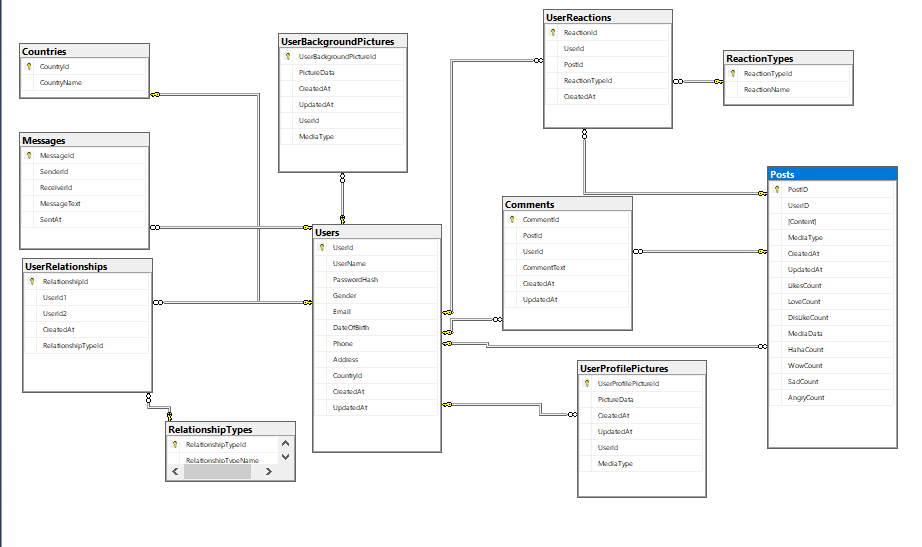 Countries
CountryId
CountryName
Messages
MessageId
SenderId
ReceiverId
MessageText
SentAt
UserRelationships
RelationshipId
UserId1
UserId2
CreatedAt
RelationshipTypeId
RelationshipTypes
RelationshipTypeId
RelationshipTypeName
UserBackgroundPictures
UserBackgroundPictureId
PictureData
CreatedAt
UpdatedAt
UserId
MediaType
Users
UserId
UserName
PasswordHash
Gender
Email
DateOfBirth
Phone
Address
CountryId
CreatedAt
UpdatedAt
UserReactions
ReactionId
UserId
PostId
ReactionTypeId
CreatedAt
Comments
CommentId
PostId
UserId
CommentText
CreatedAt
UpdatedAt
UserProfilePictures
UserProfilePictureId
PictureData
CreatedAt
UpdatedAt
UserId
MediaType
ReactionTypes
ReactionTypeId
ReactionName
Posts
PostID
UserID
[Content]
MediaType
CreatedAt
UpdatedAt
LikesCount
LoveCount
DisLikeCount
MediaData
HahaCount
WowCount
SadCount
AngryCount